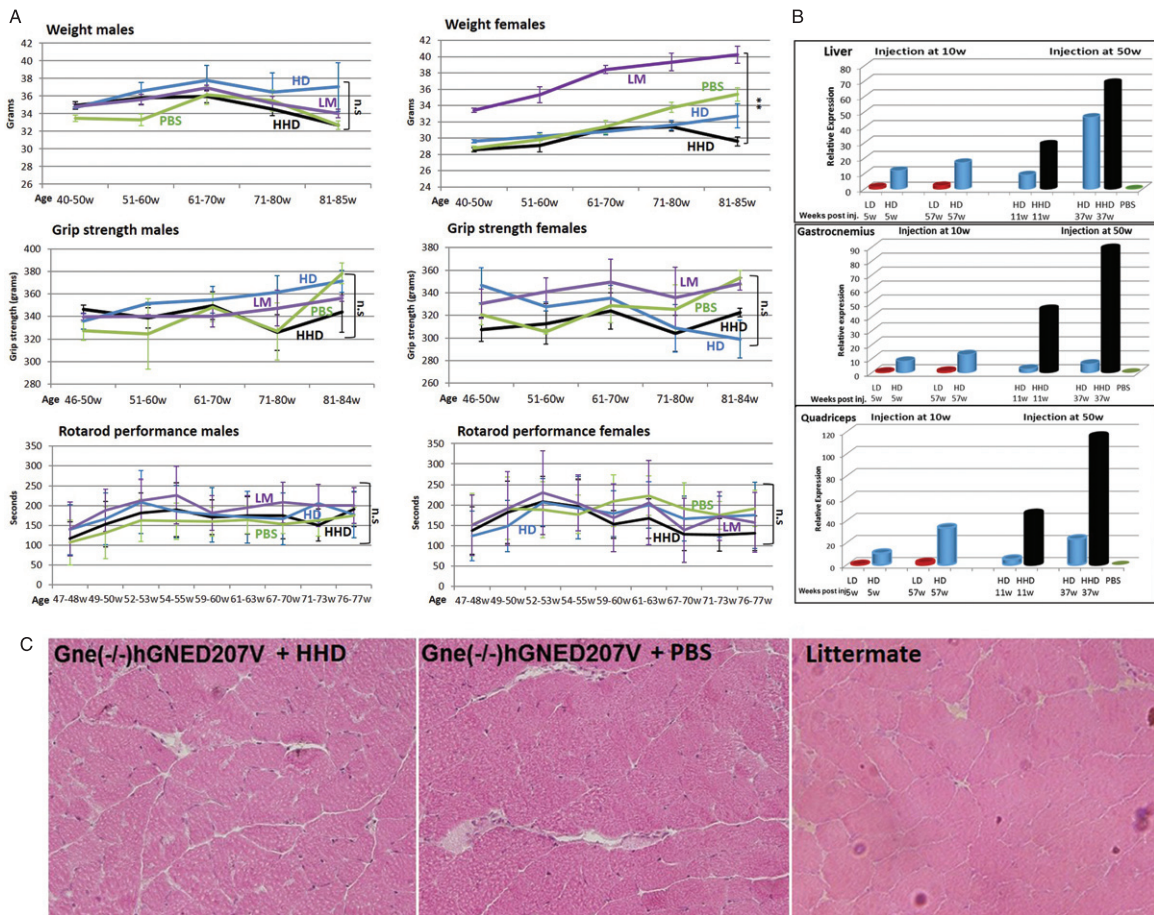 A
Weight males
42
40
38
36
34
32
30
28
26
Grams
HD
LM
PBS
HHD
n.s
Age 40-50w 51-60w 61-70w 71-80w 81-85w
Weight females
42
40
38
36
34
32
30
28
26
24
Grams
LM
PBS
HD
HHD
**
Age 40-50w 51-60w 61-70w 71-80w 81-85w
Grip strength males
400
380
360
340
320
300
280
Grip strength (grams)
HD
LM
PBS
HHD
n.s
Age 46-50w 51-60w 61-70w 71-80w 81-84w
Grip strength females
380
360
340
320
300
280
260
Grip strength (grams)
LM
PBS
HHD
HD
n.s
Age 46-50w 51-60w 61-70w 71-80w 81-84w
Rotarod performance males
350
300
250
200
150
100
50
0
Seconds
LM
HD
PBS
HHD
n.s
Age 47-48w 49-50w 52-53w 54-55w 59-60w 61-63w 67-70w 71-73w 76-77w
Rotarod performance females
350
300
250
200
150
100
50
0
Seconds
HD
PBS
LM
HHD
n.s
Age 47-48w 49-50w 52-53w 54-55w 59-60w 61-63w 67-70w 71-73w 76-77w
B
Liver Injection at 10w Injection at 50w
80
70
60
50
40
30
20
10
0
Relative Expression
LD HD LD HD HD HHD HD HHD PBS
Weeks post inj. 5w 5w 57w 57w 11w 11w 37w 37w
Gastrocnemius Injection at 10w Injection at 50w
90
80
70
60
50
40
30
20
10
0
Relative Expression
LD HD LD HD HD HHD HD HHD PBS
Weeks post inj. 5w 5w 57w 57w 11w 11w 37w 37w
Quadriceps Injection at 10w Injection at 50w
120
100
80
60
40
20
0
Relative Expression
LD HD LD HD HD HHD HD HHD PBS
Weeks post inj. 5w 5w 57w 57w 11w 11w 37w 37w
C
Gne(-/-)hGNED207V + HHD
Gne(-/-)hGNED207V + PBS
Littermate